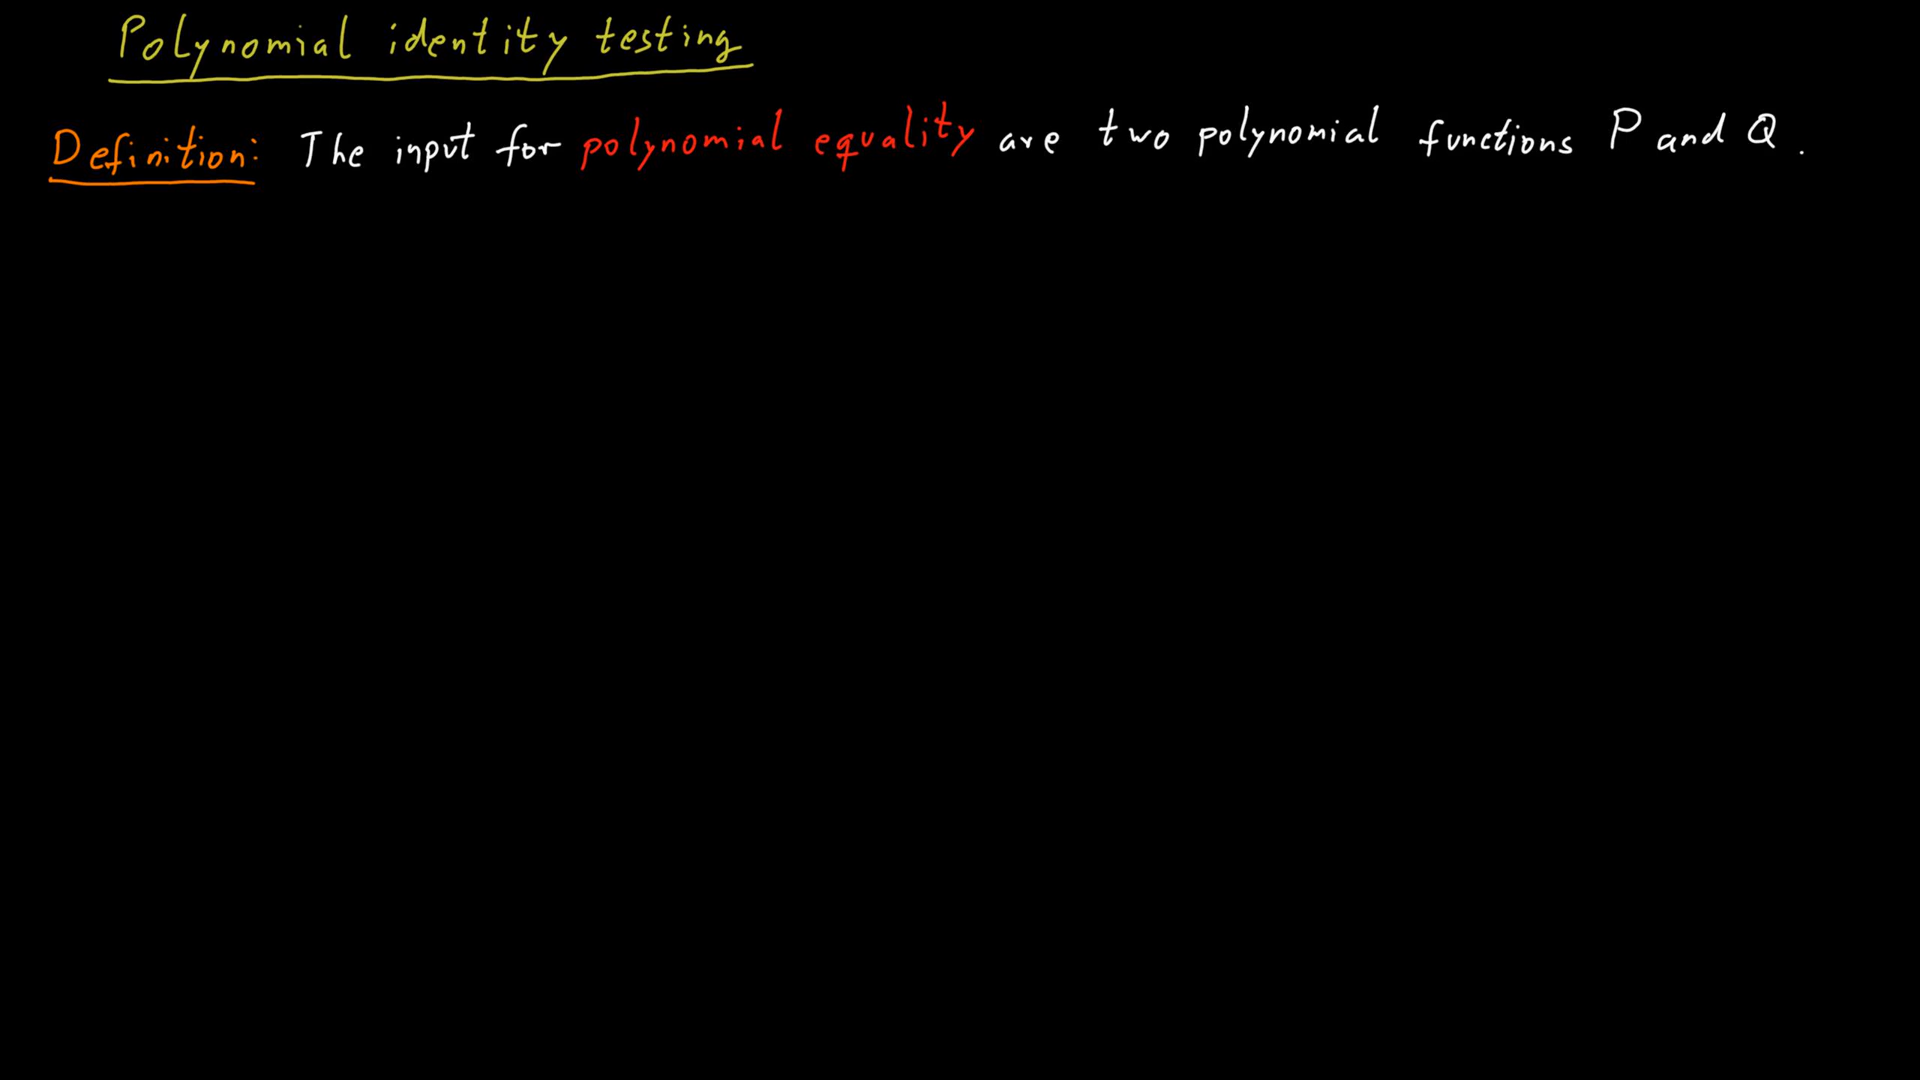 Polynomial identity testing
Definition: The input for polynomial equality are two polynomial functions P and Q.